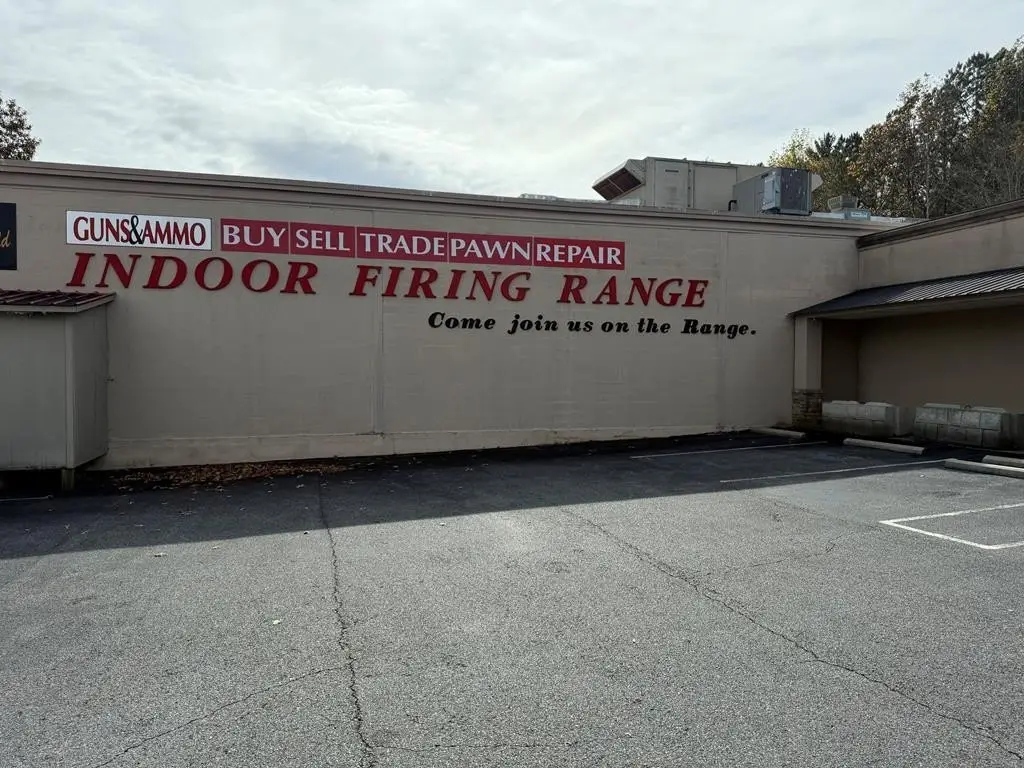 GUNS&AMMO BUY SELL TRADE PAWN REPAIR
INDOOR FIRING RANGE
Come join us on the Range.